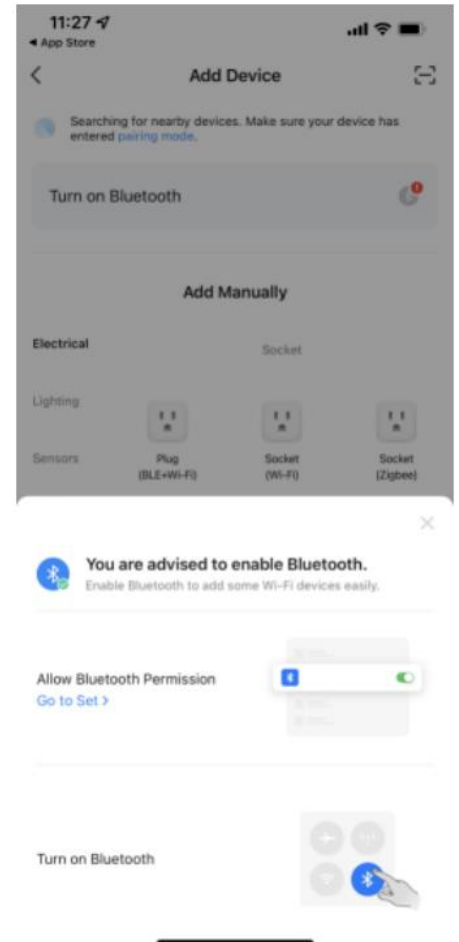 11:27
◀ App Store
Add Device
Searching for nearby devices. Make sure your device has
entered pairing mode.
Turn on Bluetooth
Add Manually
Electrical
Socket
Lighting
Sensors
Plug
(BLE+Wi-Fi)
Socket
(Wi-Fi)
Socket
(Zigbee)
You are advised to enable Bluetooth.
Enable Bluetooth to add some Wi-Fi devices easily.
Allow Bluetooth Permission
Go to Set >
Turn on Bluetooth